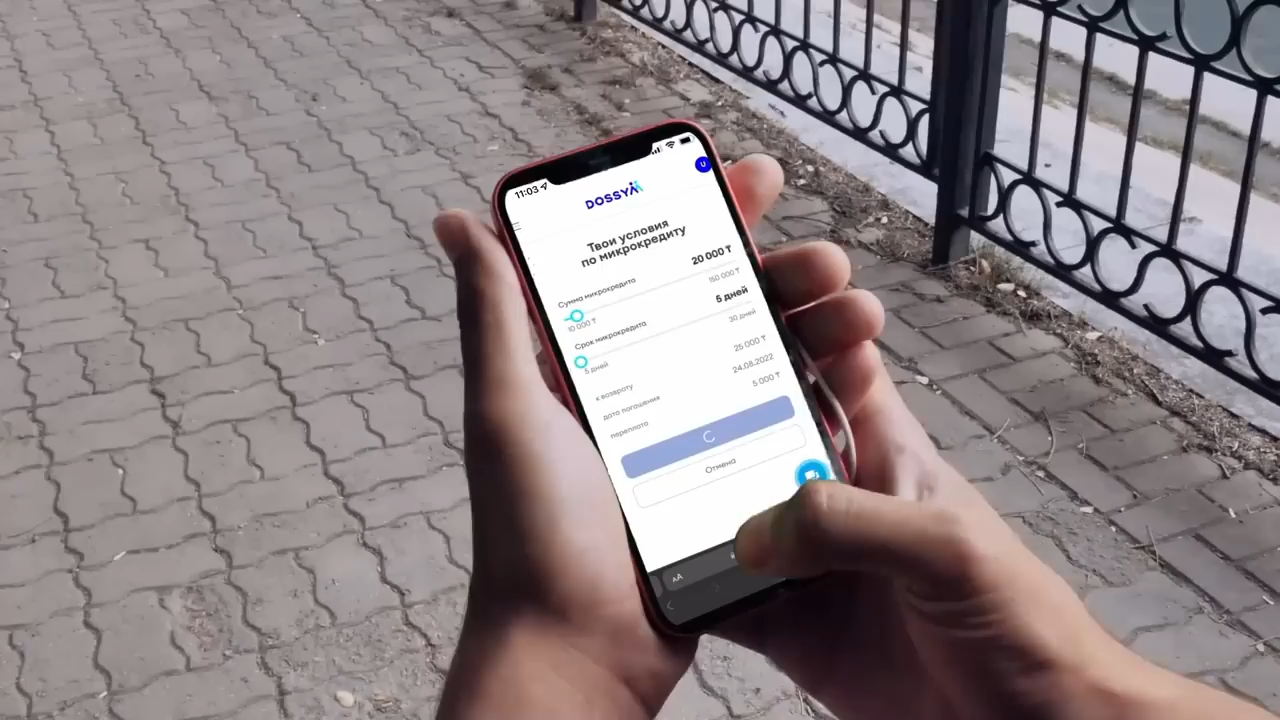 11:03
U
DOSSYM
Твои условия
по микрокредиту
Сумма микрокредита
20 000 ₸
10 000 ₸
150 000 ₸
Срок микрокредита
5 дней
5 дней
30 дней
к возврату
25 000 ₸
дата погашения
24.08.2022
переплата
5 000 ₸
Отмена
AA